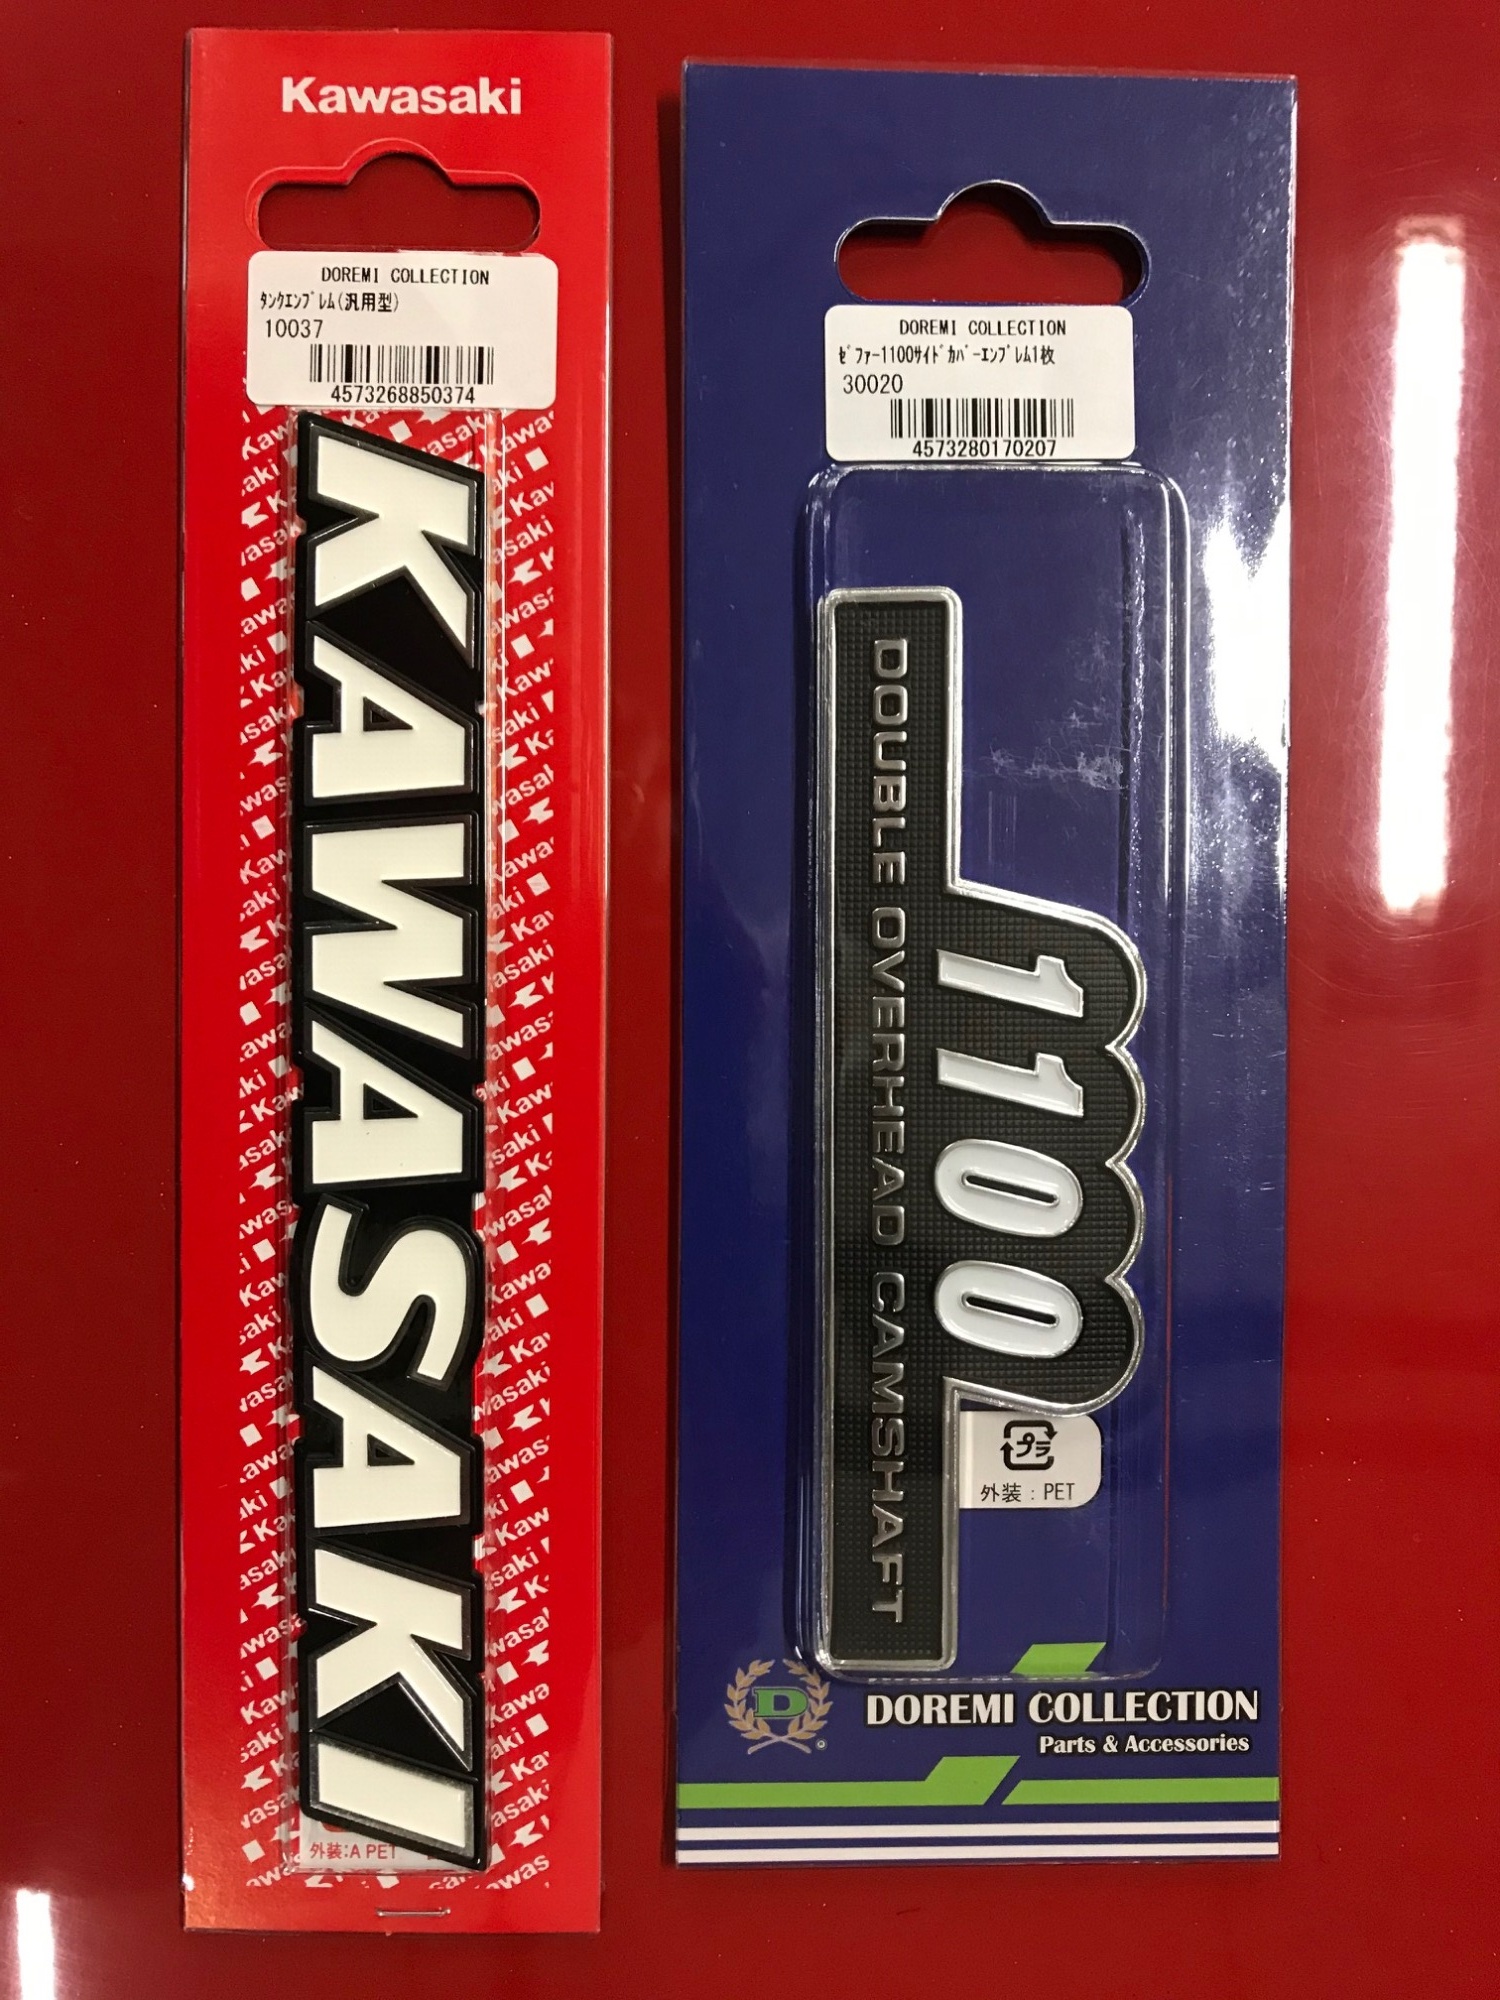 Kawasaki
DOREMI COLLECTION
ﾀﾝｸｴﾝﾌﾞﾚﾑ(汎用型)
10037
4573268850374
KAWASAKI
外装:A PET
DOREMI COLLECTION
ｾﾞﾌｧｰ1100ｻｲﾄﾞｶﾊﾞｰｴﾝﾌﾞﾚﾑ1枚
30020
4573280170207
DOUBLE OVERHEAD CAMSHAFT
1100
プラ
外装:PET
D
DOREMI COLLECTION
Parts & Accessories